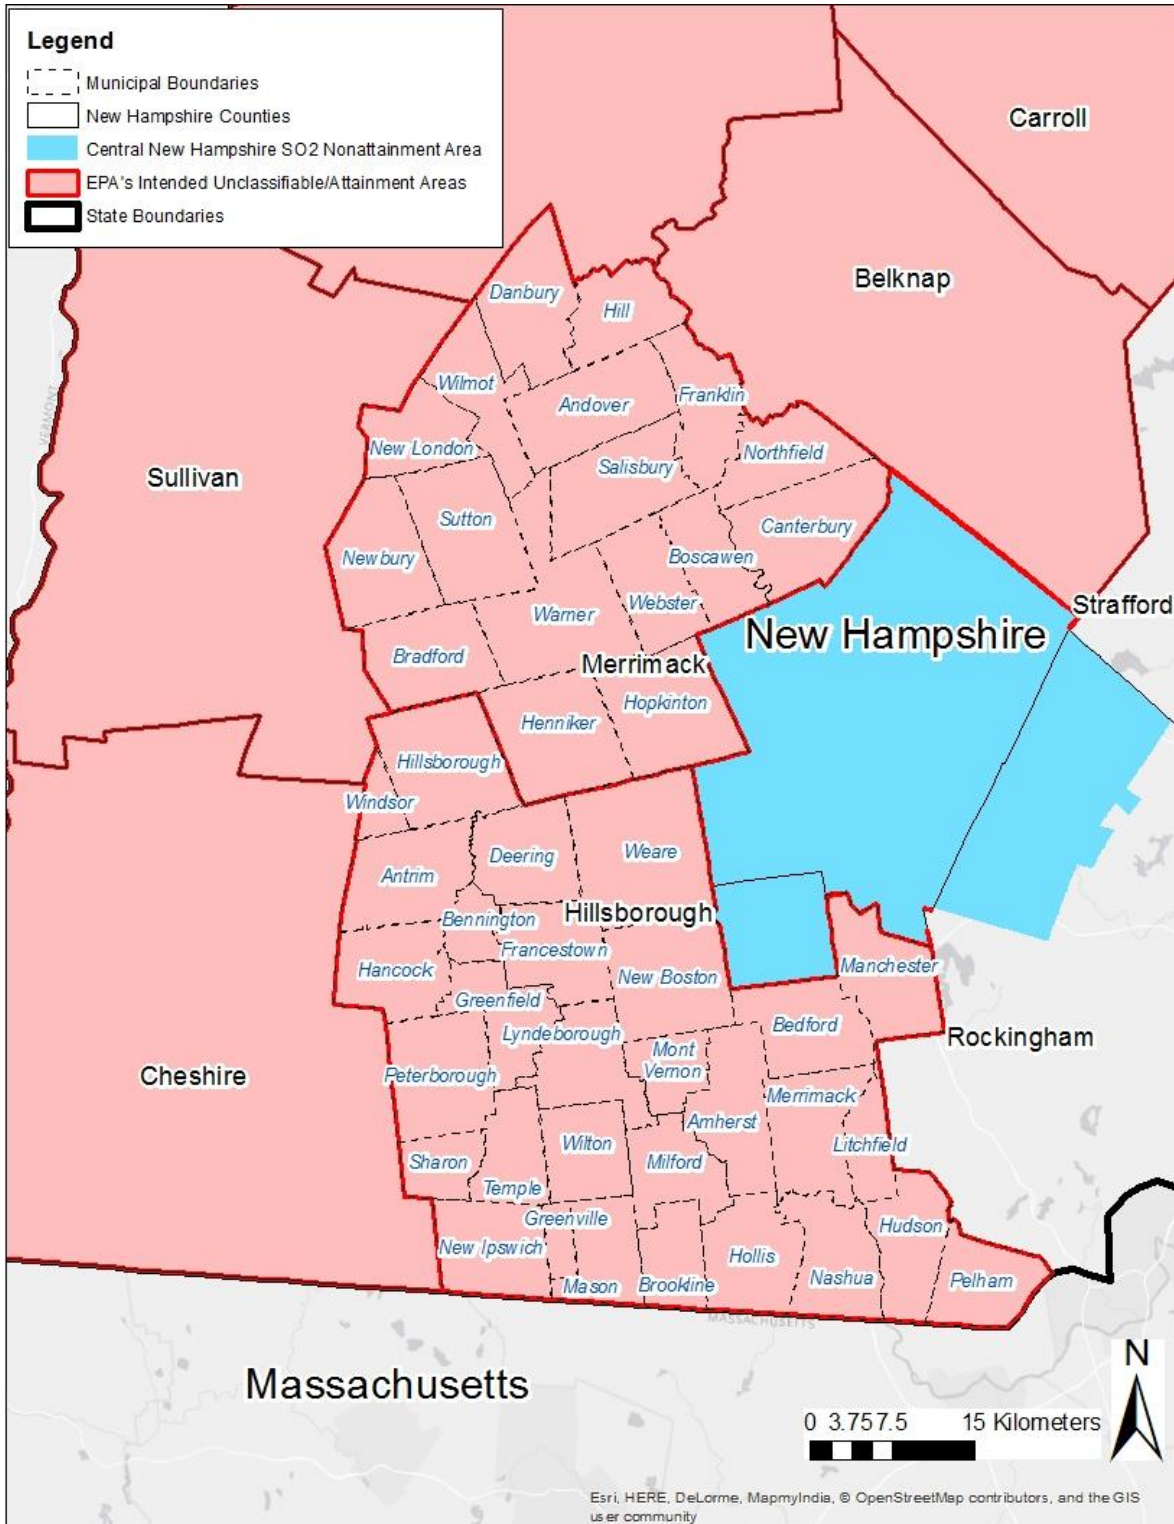 Legend
Municipal Boundaries
New Hampshire Counties
Central New Hampshire SO2 Nonattainment Area
EPA's Intended Unclassifiable/Attainment Areas
State Boundaries
Carroll
Belknap
Danbury
Hill
Wilmot
Andover
Franklin
VERMONT
New London
Salisbury
Northfield
Sullivan
Sutton
Canterbury
Newbury
Boscawen
Warner
Webster
Strafford
New Hampshire
Bradford
Merrimack
Hopkinton
Henniker
Hillsborough
Windsor
Deering
Weare
Antrim
Bennington
Hillsborough
Francestown
Hancock
New Boston
Manchester
Greenfield
Lyndeborough
Bedford
Rockingham
Mont
Vernon
Cheshire
Peterborough
Merrimack
Amherst
Wilton
Litchfield
Sharon
Milford
Temple
Greenville
Hudson
New Ipswich
Hollis
Nashua
Pelham
Mason
Brookline
MASSACHUSETTS
Massachusetts
N
0 3.75 7.5 15 Kilometers
Esri, HERE, DeLorme, MapmyIndia, © OpenStreetMap contributors, and the GIS
user community